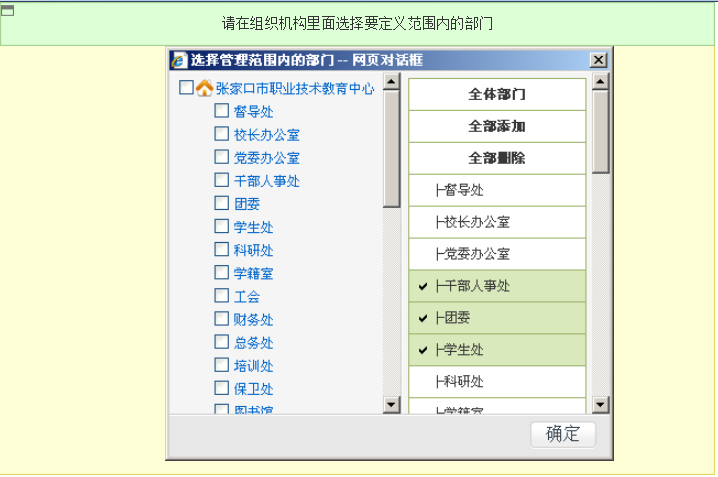 请在组织机构里面选择要定义范围内的部门
选择管理范围内的部门 -- 网页对话框
张家口市职业技术教育中心
督导处
校长办公室
党委办公室
干部人事处
团委
学生处
科研处
学籍室
工会
财务处
总务处
培训处
保卫处
图书馆
全体部门
全部添加
全部删除
├督导处
├校长办公室
├党委办公室
├干部人事处
├团委
├学生处
├科研处
├学籍室
确定